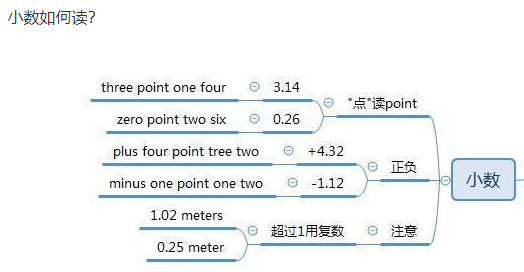 小数如何读?
three point one four
3.14
"点"读point
zero point two six
0.26
plus four point tree two
+4.32
正负
小数
minus one point one two
-1.12
1.02 meters
超过1用复数
注意
0.25 meter